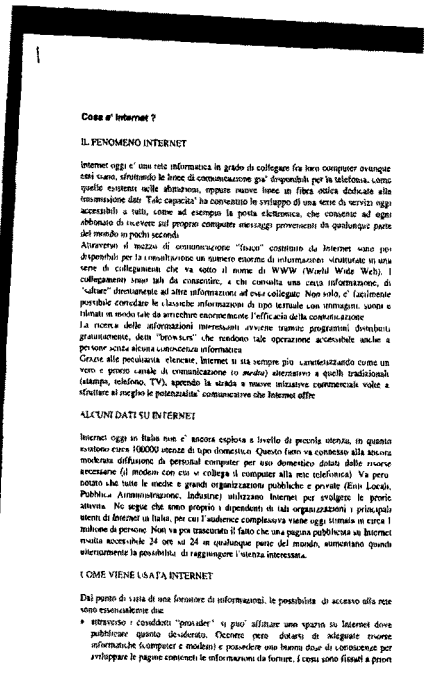 Cosa e' Internet ?
IL FENOMENO INTERNET
Internet oggi e' una rete informatica in grado di collegare fra loro computer ovunque
essi siano, sfruttando le linee di comunicazione gia' disponibili per la telefonia, come
quelle esistenti nelle abitazioni, oppure nuove linee in fibra ottica dedicate alla
trasmissione dati Tale capacita' ha consentito lo sviluppo di una serie di servizi oggi
accessibili a tutti, come ad esempio la posta elettronica, che consente ad ogni
abbonato di ricevere sul proprio computer messaggi provenienti da qualunque parte
del mondo in pochi secondi
Attraverso il mezzo di comunicazione "fisico" costituito da Internet sono poi
disponibili per la consultazione un numero enorme di informazioni strutturate in una
serie di collegamenti che va sotto il nome di WWW (World Wide Web). I
collegamenti sono tali da consentire, a chi consulta una certa informazione, di
"saltare" direttamente ad altre informazioni ad essa collegate Non solo, e' facilmente
possibile corredare le classiche informazioni di tipo testuale con immagini, suoni e
filmati in modo tale da arricchire enormemente l'efficacia della comunicazione
La ricerca delle informazioni interessanti avviene tramite programmi distribuiti
gratuitamente, detti "browsers" che rendono tale operazione accessibile anche a
persone senza alcuna conoscenza informatica
Grazie alle peculiarita' elencate, Internet si sta sempre piu' caratterizzando come un
vero e proprio canale di comunicazione (o media) alternativo a quelli tradizionali
(stampa, telefono, TV), aprendo la strada a nuove iniziative commerciali volte a
sfruttare al meglio le potenzialita' comunicative che Internet offre
ALCUNI DATI SU INTERNET
Internet oggi in Italia non e' ancora esplosa a livello di piccola utenza, in quanto
esistono circa 100000 utenze di tipo domestico Questo fatto va connesso alla ancora
moderata diffusione di personal computer per uso domestico dotati delle risorse
necessarie (il modem con cui si collega il computer alla rete telefonica) Va pero'
notato che tutte le medie e grandi organizzazioni pubbliche e private (Enti Locali,
Pubblica Amministrazione, Industrie) utilizzano Internet per svolgere le proprie
attivita' Ne segue che sono proprio i dipendenti di tali organizzazioni i principali
utenti di Internet in Italia, per cui l'audience complessiva viene oggi stimata in circa 1
milione di persone Non va poi trascurato il fatto che una pagina pubblicata su Internet
risulta accessibile 24 ore su 24 in qualunque parte del mondo, aumentando quindi
ulteriormente la possibilita' di raggiungere l'utenza interessata.
COME VIENE USATA INTERNET
Dal punto di vista di una fornitore di informazioni, le possibilita' di accesso alla rete
sono essenzialmente due
• attraverso i cosiddetti "provider" si puo' affittare uno spazio su Internet dove
pubblicare quanto desiderato. Occorre pero' dotarsi di adeguate risorse
informatiche (computer e modem) e possedere una buona dose di conoscenze per
sviluppare le pagine contenenti le informazioni da fornire, i costi sono fissati a priori